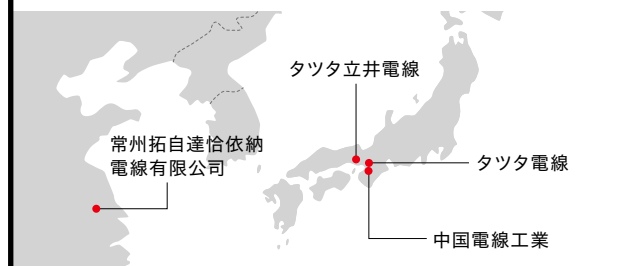 タツタ立井電線
常州拓自達恰依納
電線有限公司
タツタ電線
中国電線工業